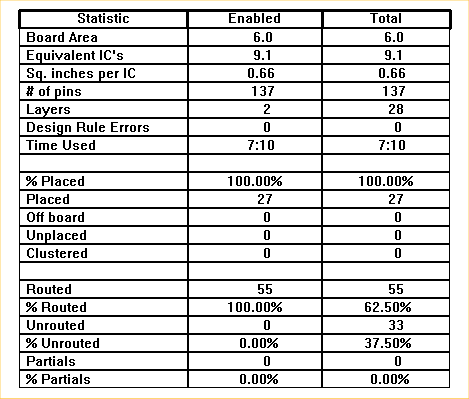 Statistic Enabled Total
Board Area 6.0 6.0
Equivalent IC's 9.1 9.1
Sq. inches per IC 0.66 0.66
# of pins 137 137
Layers 2 28
Design Rule Errors 0 0
Time Used 7:10 7:10
% Placed 100.00% 100.00%
Placed 27 27
Off board 0 0
Unplaced 0 0
Clustered 0 0
Routed 55 55
% Routed 100.00% 62.50%
Unrouted 0 33
% Unrouted 0.00% 37.50%
Partials 0 0
% Partials 0.00% 0.00%